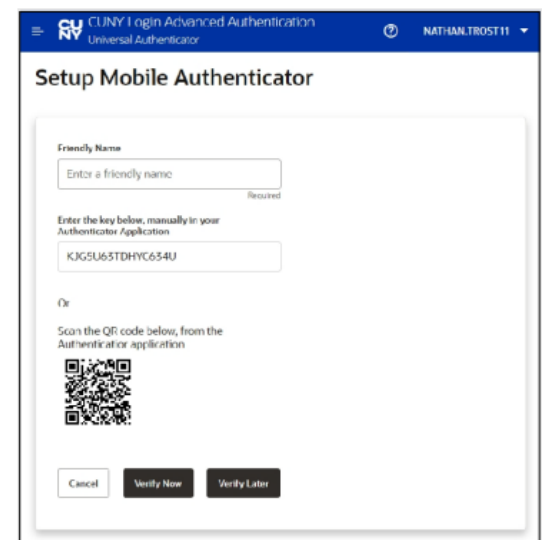 CUNY
CUNY Login Advanced Authentication
Universal Authenticator
NATHAN.TROST11
Setup Mobile Authenticator
Friendly Name
Enter a friendly name
Required
Enter the key below, manually in your
Authenticator Application
KJG5U63TDHYC634U
Or
Scan the QR code below, from the
Authenticatior application
Cancel
Verify Now
Verify Later